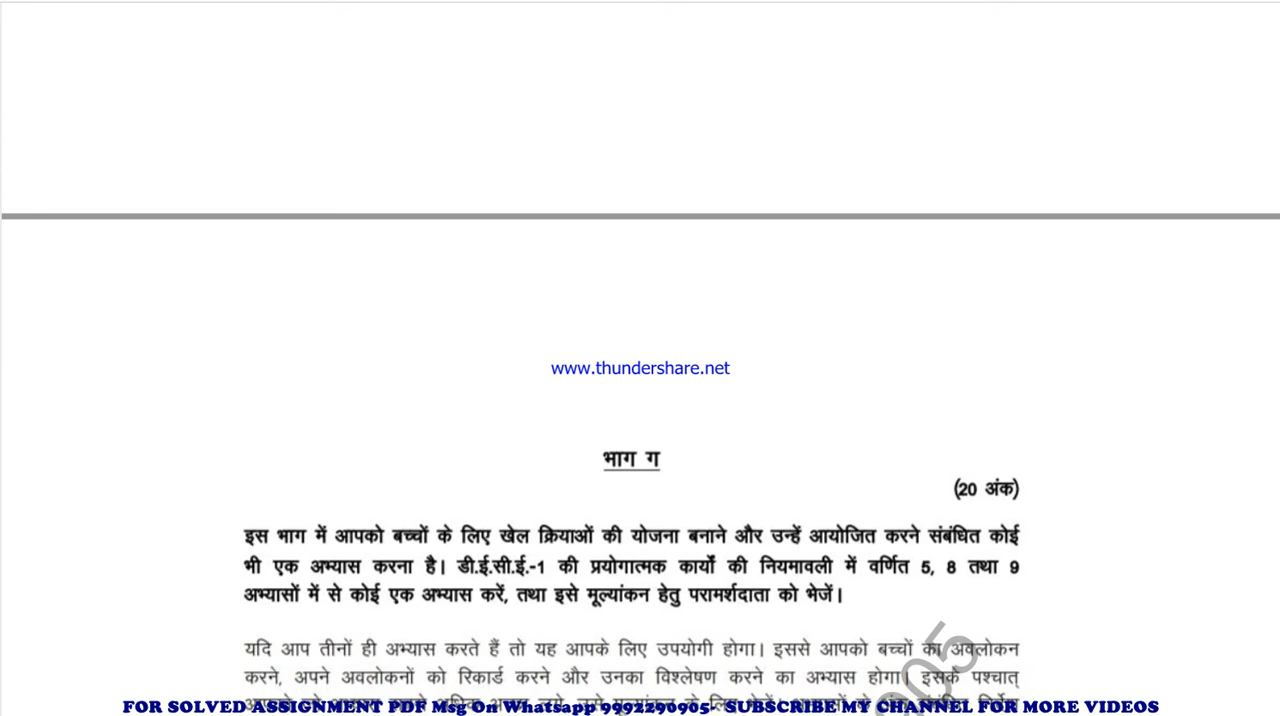 www.thundershare.net
भाग ग
(20 अंक)
इस भाग में आपको बच्चों के लिए खेल क्रियाओं की योजना बनाने और उन्हें आयोजित करने संबंधित कोई
भी एक अभ्यास करना है। डी.ई.सी.ई.-1 की प्रयोगात्मक कार्यों की नियमावली में वर्णित 5, 8 तथा 9
अभ्यासों में से कोई एक अभ्यास करें, तथा इसे मूल्यांकन हेतु परामर्शदाता को भेजें।
यदि आप तीनों ही अभ्यास करते हैं तो यह आपके लिए उपयोगी होगा। इससे आपको बच्चों का अवलोकन
करने, अपने अवलोकनों को रिकार्ड करने और उनका विश्लेषण करने का अभ्यास होगा। इसके पश्चात्
905
FOR SOLVED ASSIGNMENT PDF Msg On Whatsapp 9992290905- SUBSCRIBE MY CHANNEL FOR MORE VIDEOS